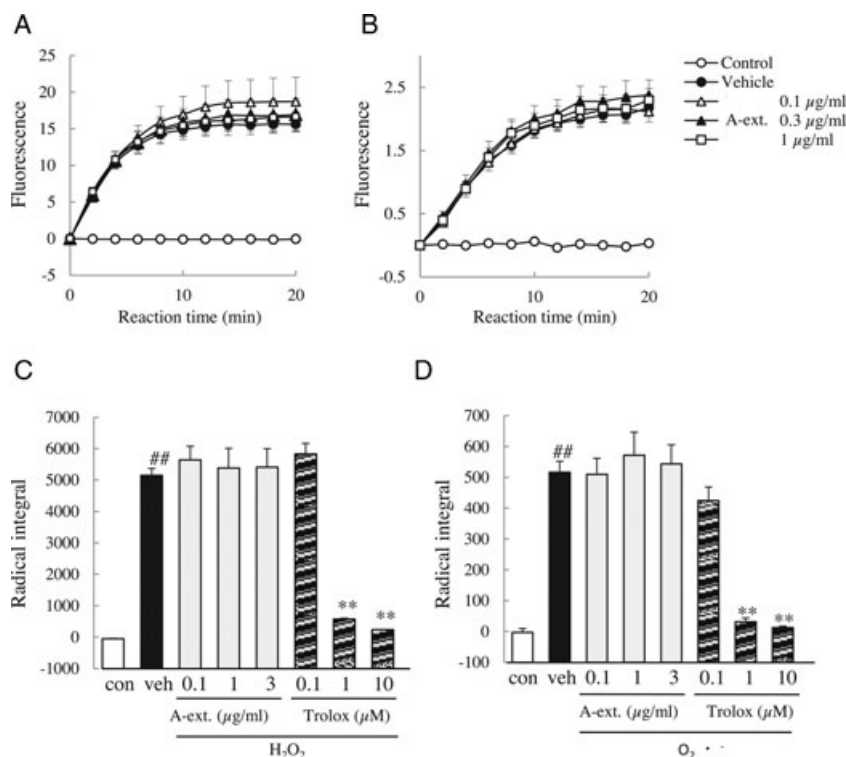 A
Fluorescence
25
20
15
10
5
0
-5
0 10 20
Reaction time (min)
B
Fluorescence
2.5
1.5
0.5
-0.5
0 10 20
Reaction time (min)
Control
Vehicle
0.1 µg/ml
A-ext. 0.3 µg/ml
1 µg/ml
C
Radical integral
7000
6000
5000
4000
3000
2000
1000
0
-1000
##
** **
con veh 0.1 1 3 0.1 1 10
A-ext. (µg/ml) Trolox (µM)
H₂O₂
D
Radical integral
700
600
500
400
300
200
100
0
-100
##
** **
con veh 0.1 1 3 0.1 1 10
A-ext. (µg/ml) Trolox (µM)
O₂ · ⁻